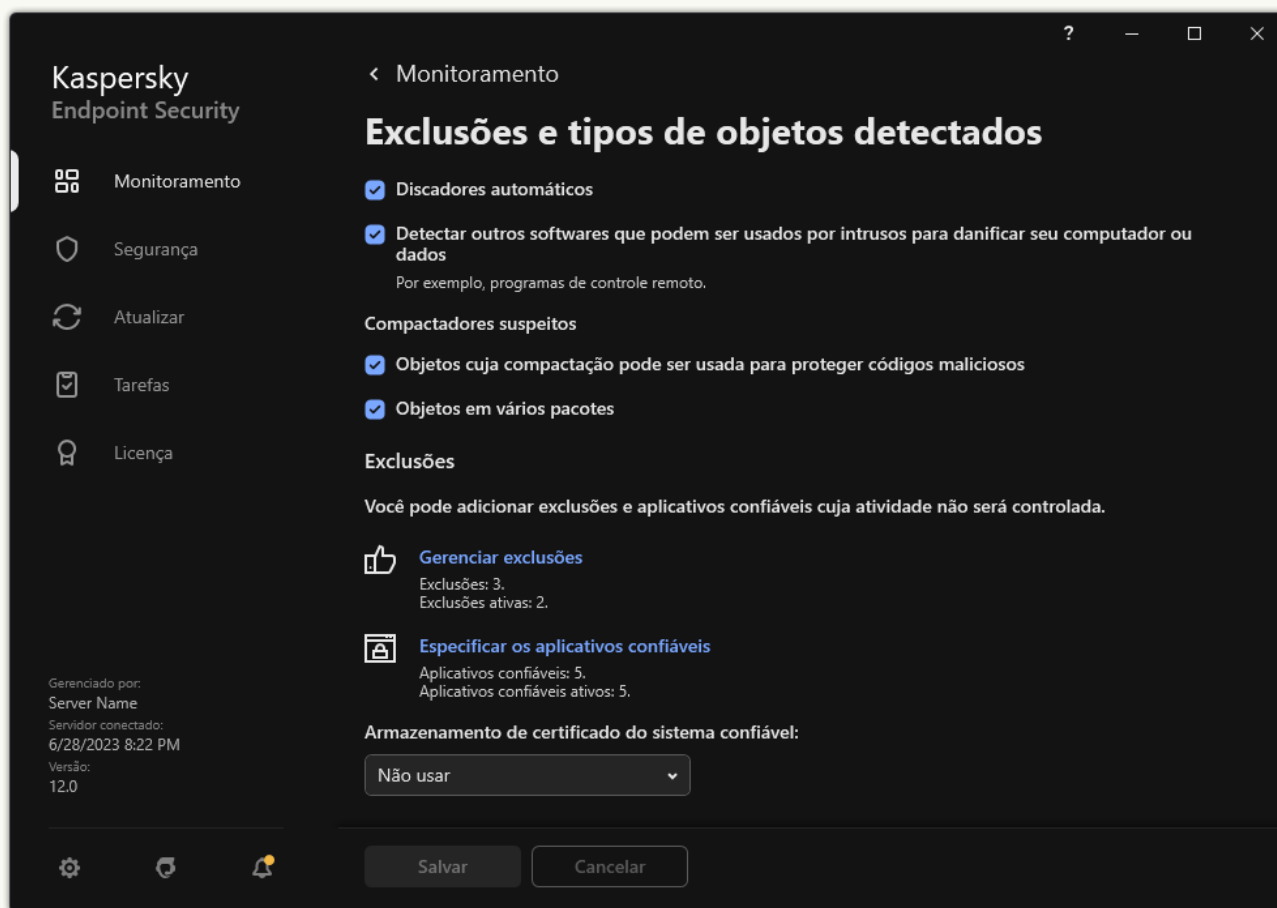 ?
Kaspersky
Endpoint Security
Monitoramento
Segurança
Atualizar
Tarefas
Licença
Gerenciado por:
Server Name
Servidor conectado:
6/28/2023 8:22 PM
Versão:
12.0
Monitoramento
Exclusões e tipos de objetos detectados
Discadores automáticos
Detectar outros softwares que podem ser usados por intrusos para danificar seu computador ou
dados
Por exemplo, programas de controle remoto.
Compactadores suspeitos
Objetos cuja compactação pode ser usada para proteger códigos maliciosos
Objetos em vários pacotes
Exclusões
Você pode adicionar exclusões e aplicativos confiáveis cuja atividade não será controlada.
Gerenciar exclusões
Exclusões: 3.
Exclusões ativas: 2.
Especificar os aplicativos confiáveis
Aplicativos confiáveis: 5.
Aplicativos confiáveis ativos: 5.
Armazenamento de certificado do sistema confiável:
Não usar
Salvar
Cancelar